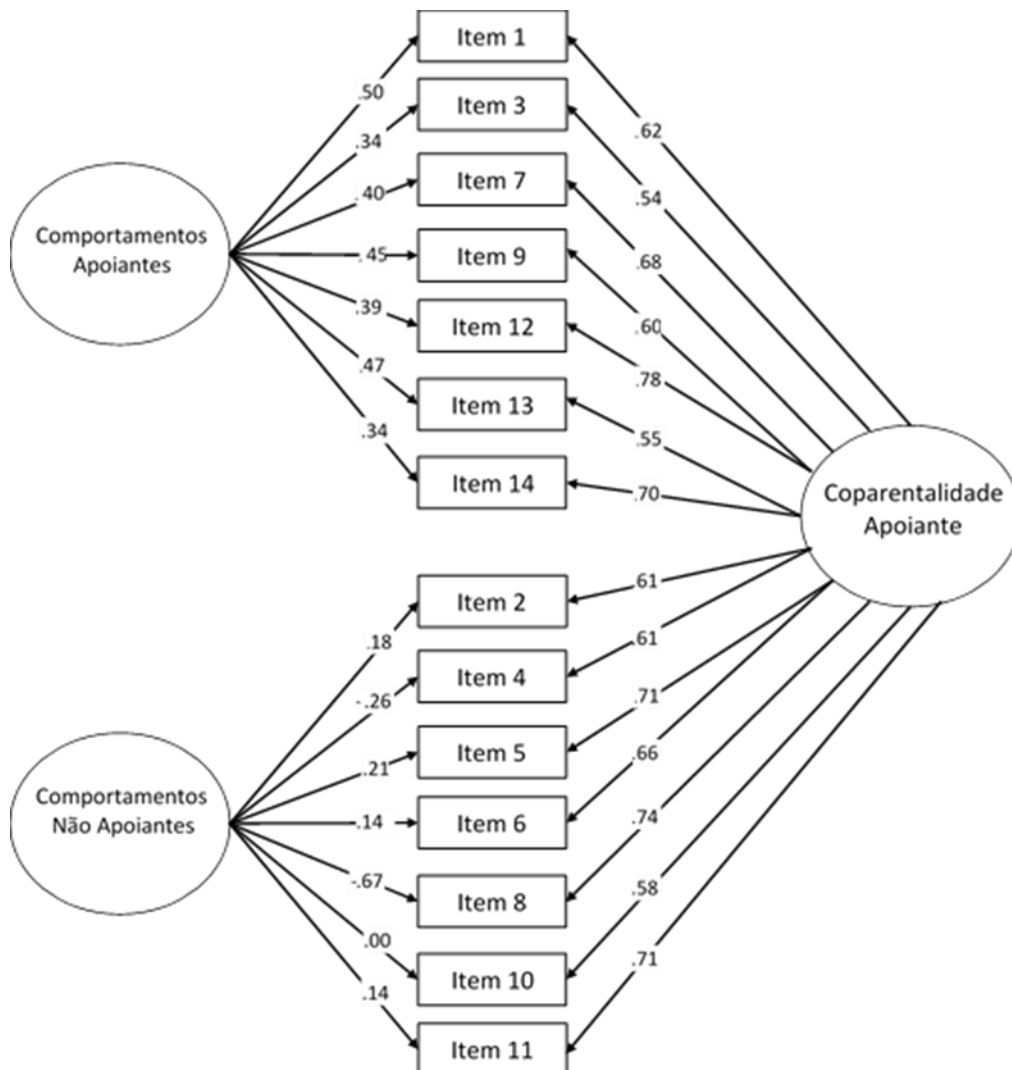 Item 1
.50
.62
Item 3
.34
.54
Item 7
.40
.68
Comportamentos
Apoiantes
Item 9
.45
.60
Item 12
.39
.78
Item 13
.47
.55
Item 14
.34
.70
Coparentalidade
Apoiante
Item 2
.18
.61
Item 4
-.26
.61
Item 5
.21
.71
Comportamentos
Não Apoiantes
Item 6
.14
.66
Item 8
-.67
.74
Item 10
.00
.58
Item 11
.14
.71